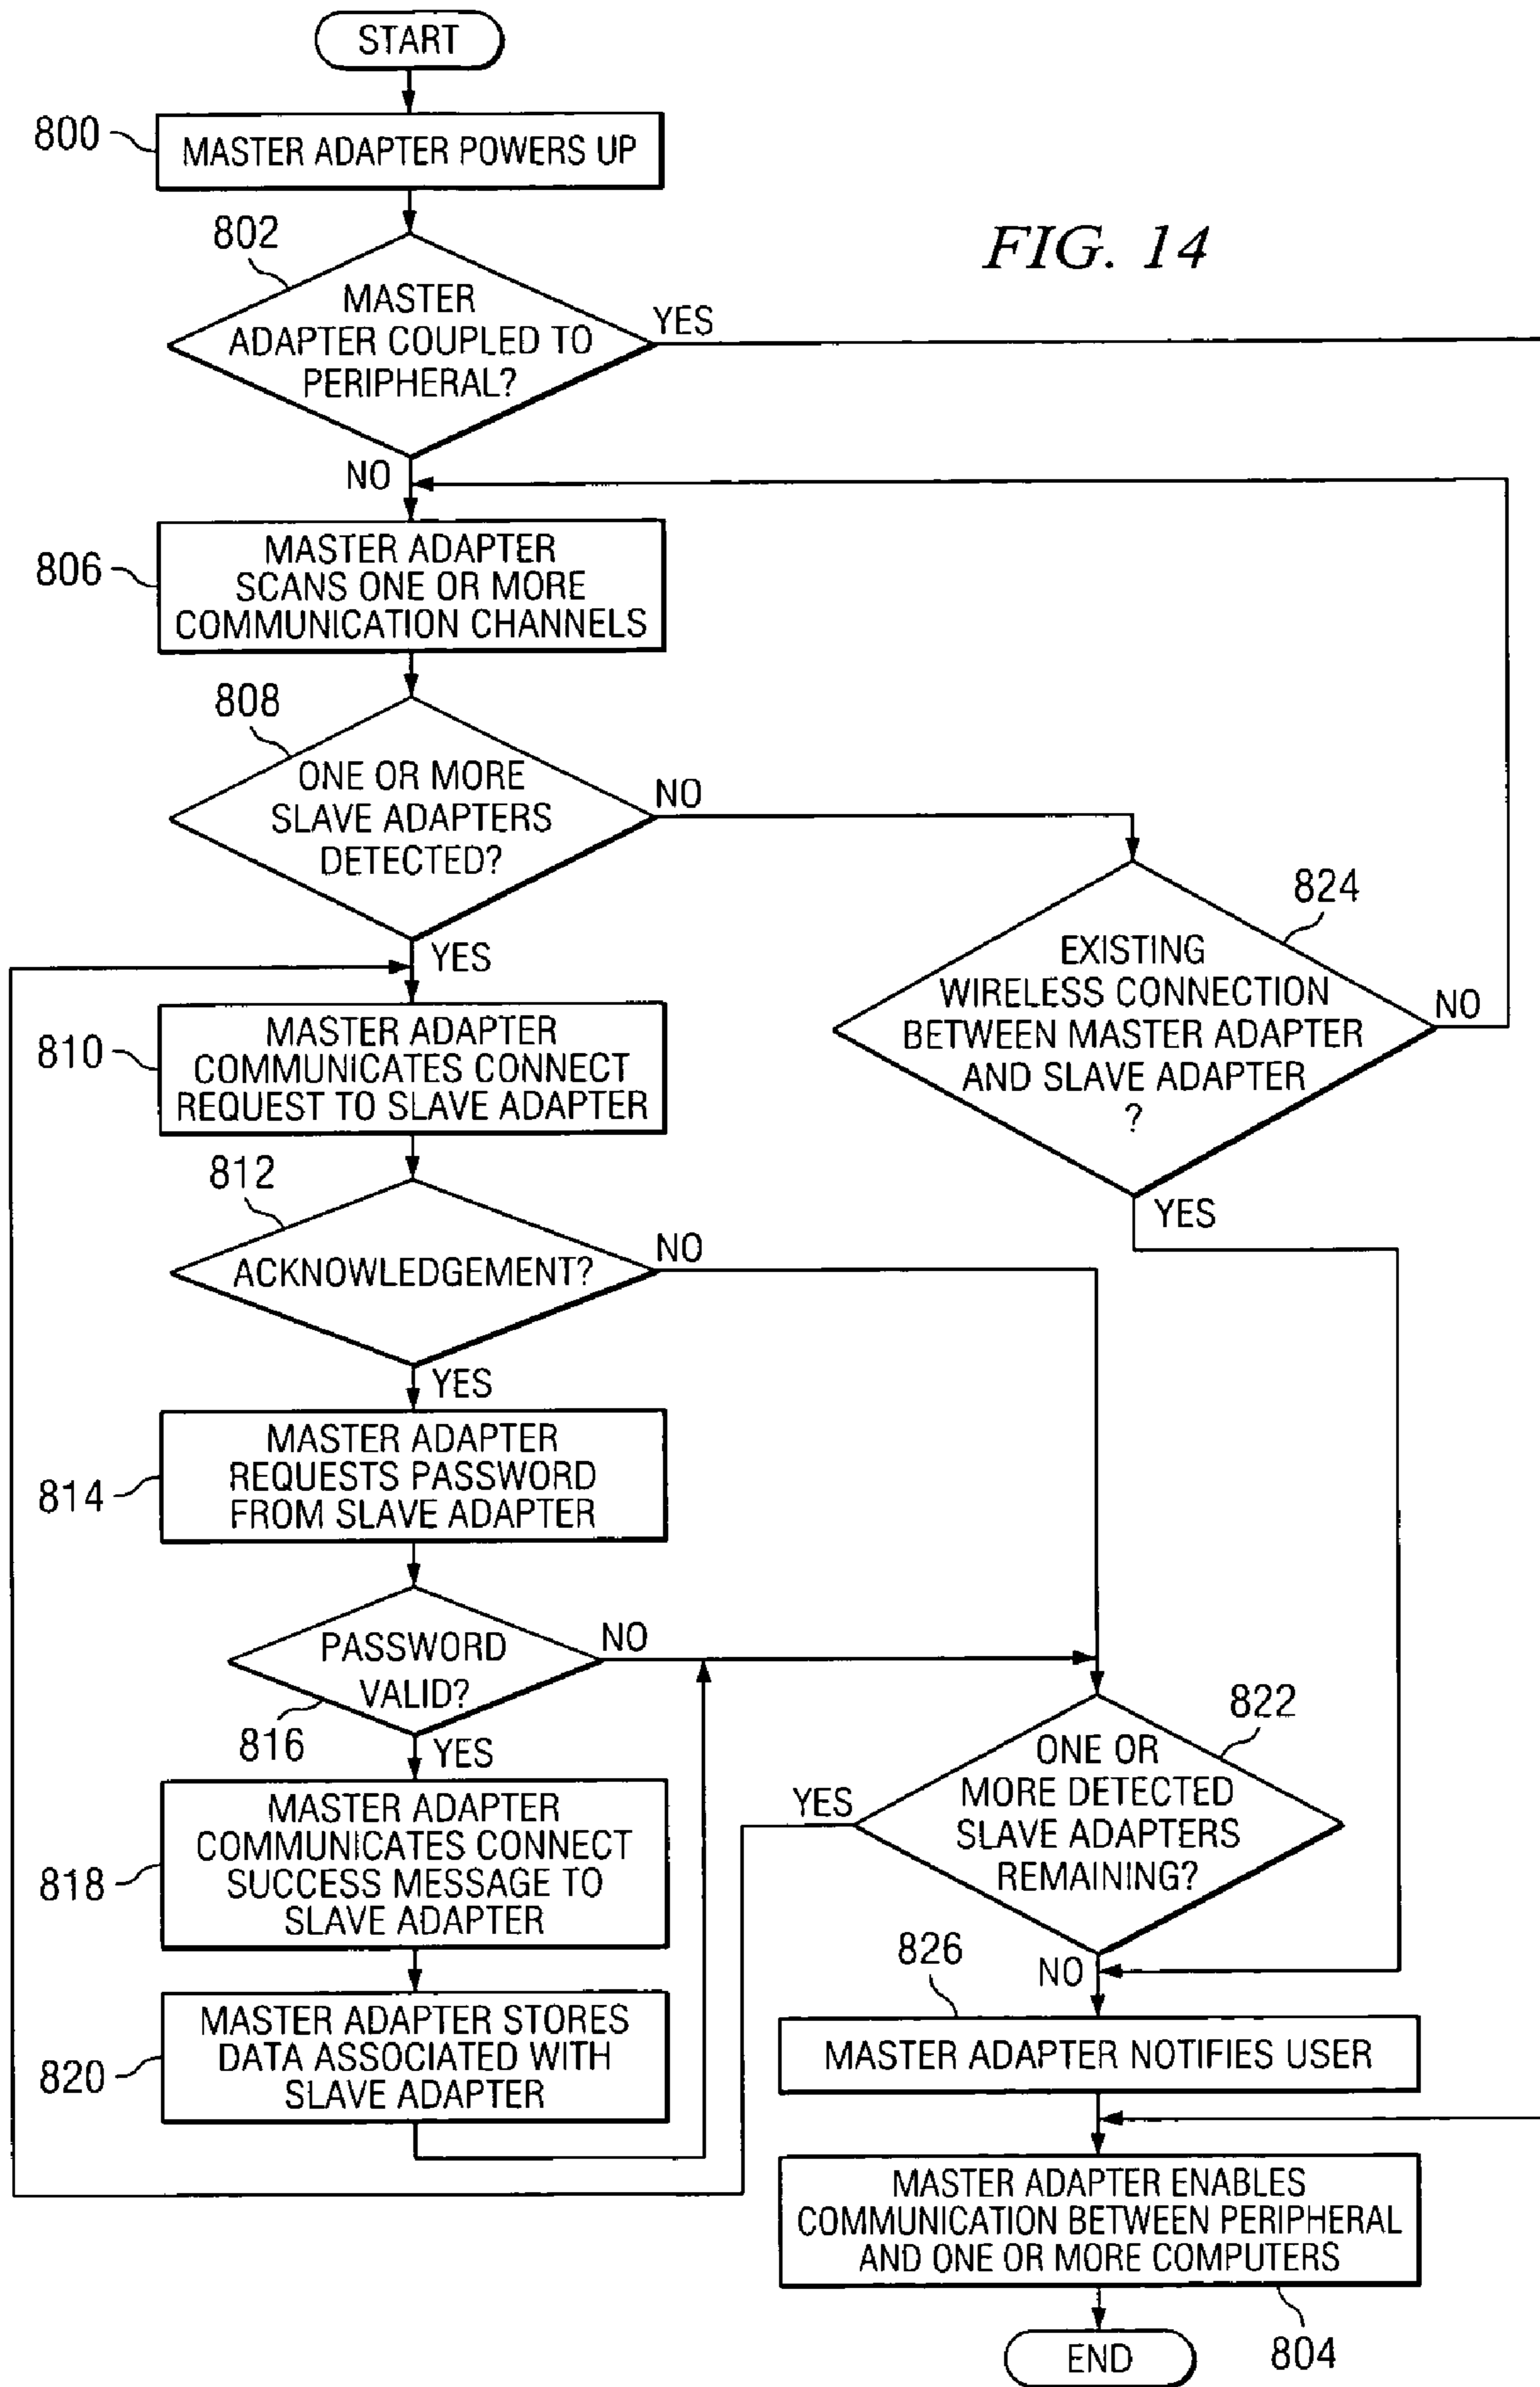 START
800
MASTER ADAPTER POWERS UP
802
FIG. 14
MASTER
ADAPTER COUPLED TO
PERIPHERAL?
YES
NO
806
MASTER ADAPTER
SCANS ONE OR MORE
COMMUNICATION CHANNELS
808
ONE OR MORE
SLAVE ADAPTERS
DETECTED?
NO
YES
824
EXISTING
WIRELESS CONNECTION
BETWEEN MASTER ADAPTER
AND SLAVE ADAPTER
?
NO
YES
810
MASTER ADAPTER
COMMUNICATES CONNECT
REQUEST TO SLAVE ADAPTER
812
ACKNOWLEDGEMENT?
NO
YES
814
MASTER ADAPTER
REQUESTS PASSWORD
FROM SLAVE ADAPTER
PASSWORD
VALID?
NO
816
YES
818
MASTER ADAPTER
COMMUNICATES CONNECT
SUCCESS MESSAGE TO
SLAVE ADAPTER
820
MASTER ADAPTER STORES
DATA ASSOCIATED WITH
SLAVE ADAPTER
822
ONE OR
MORE DETECTED
SLAVE ADAPTERS
REMAINING?
YES
NO
826
MASTER ADAPTER NOTIFIES USER
MASTER ADAPTER ENABLES
COMMUNICATION BETWEEN PERIPHERAL
AND ONE OR MORE COMPUTERS
804
END